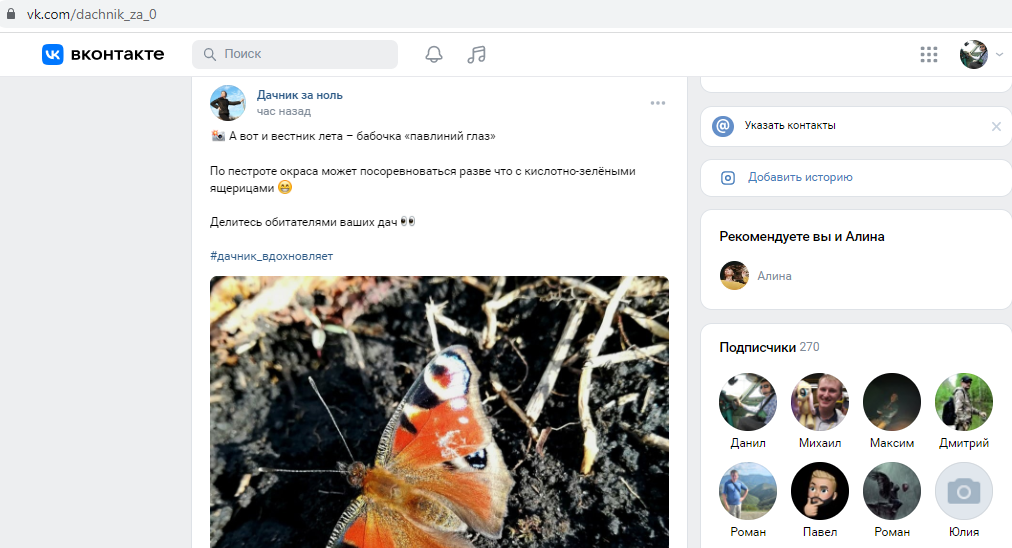 vk.com/dachnik_za_0
вконтакте
Поиск
Дачник за ноль
час назад
А вот и вестник лета – бабочка «павлиний глаз»
По пестроте окраса может посоревноваться разве что с кислотно-зелёными
ящерицами
Делитесь обитателями ваших дач
#дачник_вдохновляет
Указать контакты
Добавить историю
Рекомендуете вы и Алина
Алина
Подписчики 270
Данил
Михаил
Максим
Дмитрий
Роман
Павел
Роман
Юлия